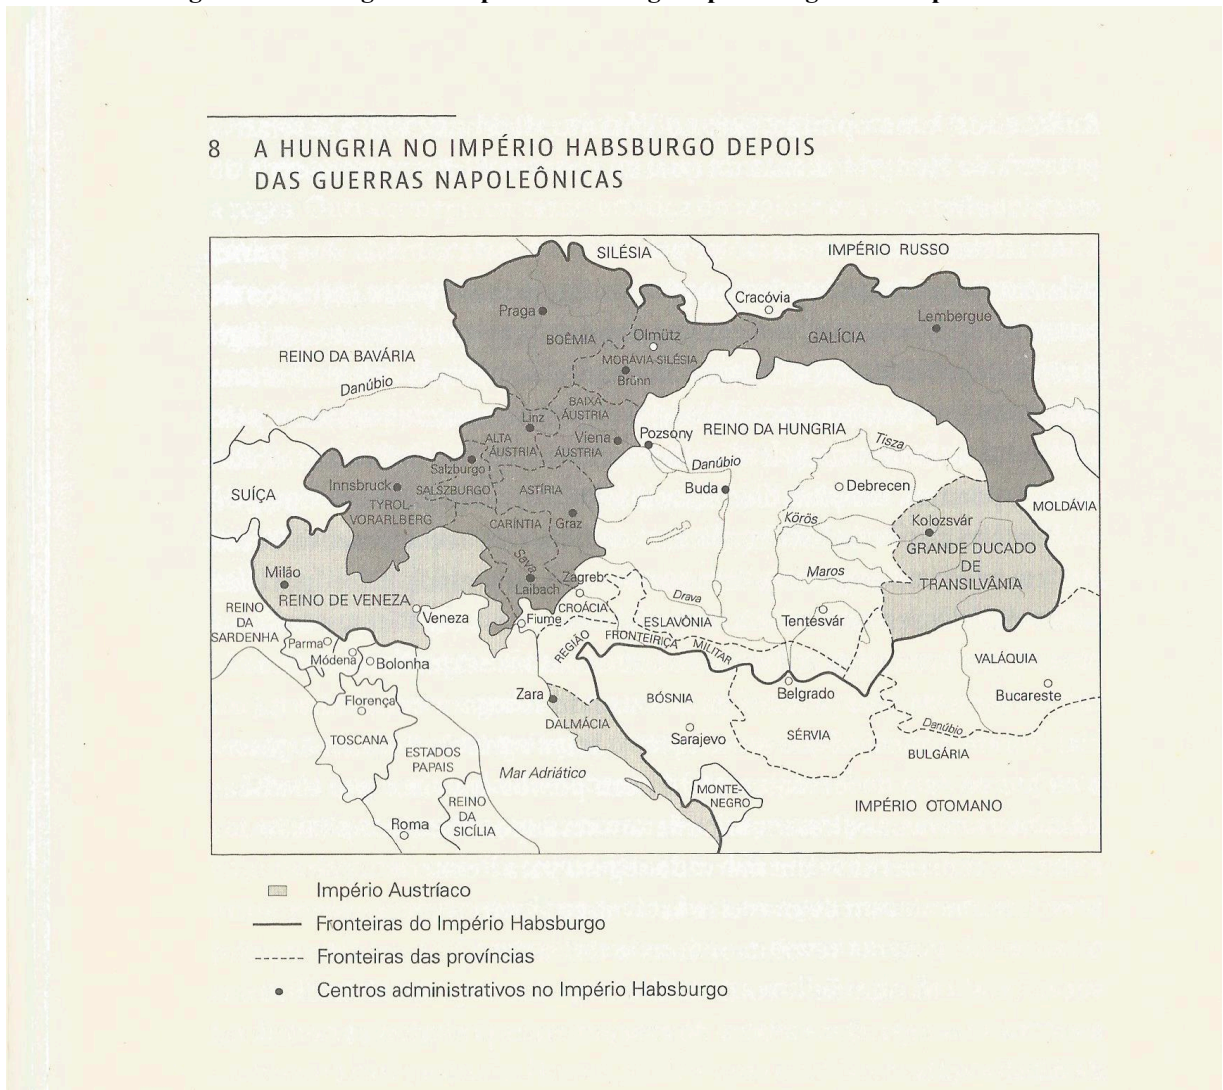 8 A HUNGRIA NO IMPÉRIO HABSBURGO DEPOIS
DAS GUERRAS NAPOLEÔNICAS
SILÉSIA
IMPÉRIO RUSSO
Cracóvia
Praga
Lembergue
BOÊMIA
Olmütz
GALÍCIA
REINO DA BAVÁRIA
MORÁVIA-SILÉSIA
Danúbio
Brünn
BAIXA
ÁUSTRIA
Linz
Viena
Pozsony
REINO DA HUNGRIA
Tisza
ALTA
ÁUSTRIA
ÁUSTRIA
Danúbio
Salzburgo
Innsbruck
SALSZBURGO
ASTÍRIA
Buda
Debrecen
SUÍÇA
TYROL-
VORARLBERG
MOLDÁVIA
CARÍNTIA
Graz
Körös
Kolozsvár
GRANDE DUCADO
DE
TRANSILVÂNIA
Sava
Milão
Laibach
Zagreb
Maros
REINO DE VENEZA
Drava
REINO
DA
SARDENHA
Veneza
CROÁCIA
Fiume
ESLAVÔNIA
Tentesvár
Parma
REGIÃO
FRONTEIRIÇA
MILITAR
Módena
Bolonha
VALÁQUIA
Zara
BÓSNIA
Belgrado
Bucareste
Florença
DALMÁCIA
TOSCANA
Sarajevo
SÉRVIA
Danúbio
BULGÁRIA
ESTADOS
PAPAIS
Mar Adriático
MONTE-
NEGRO
REINO
DA
SICÍLIA
IMPÉRIO OTOMANO
Roma
Império Austríaco
Fronteiras do Império Habsburgo
Fronteiras das províncias
Centros administrativos no Império Habsburgo